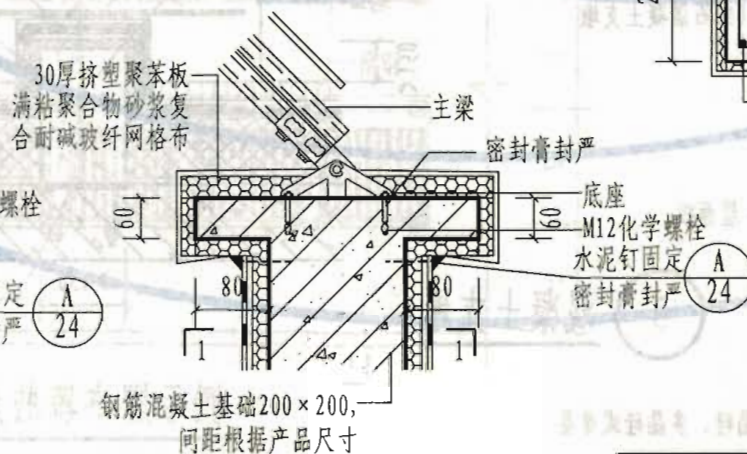 30厚挤塑聚苯板
满粘聚合物砂浆复
合耐碱玻纤网格布
主梁
密封膏封严
螺栓
60
60
底座
M12化学螺栓
水泥钉固定
密封膏封严
A
24
定
严
A
24
80
80
1
1
钢筋混凝土基础200×200,
间距根据产品尺寸